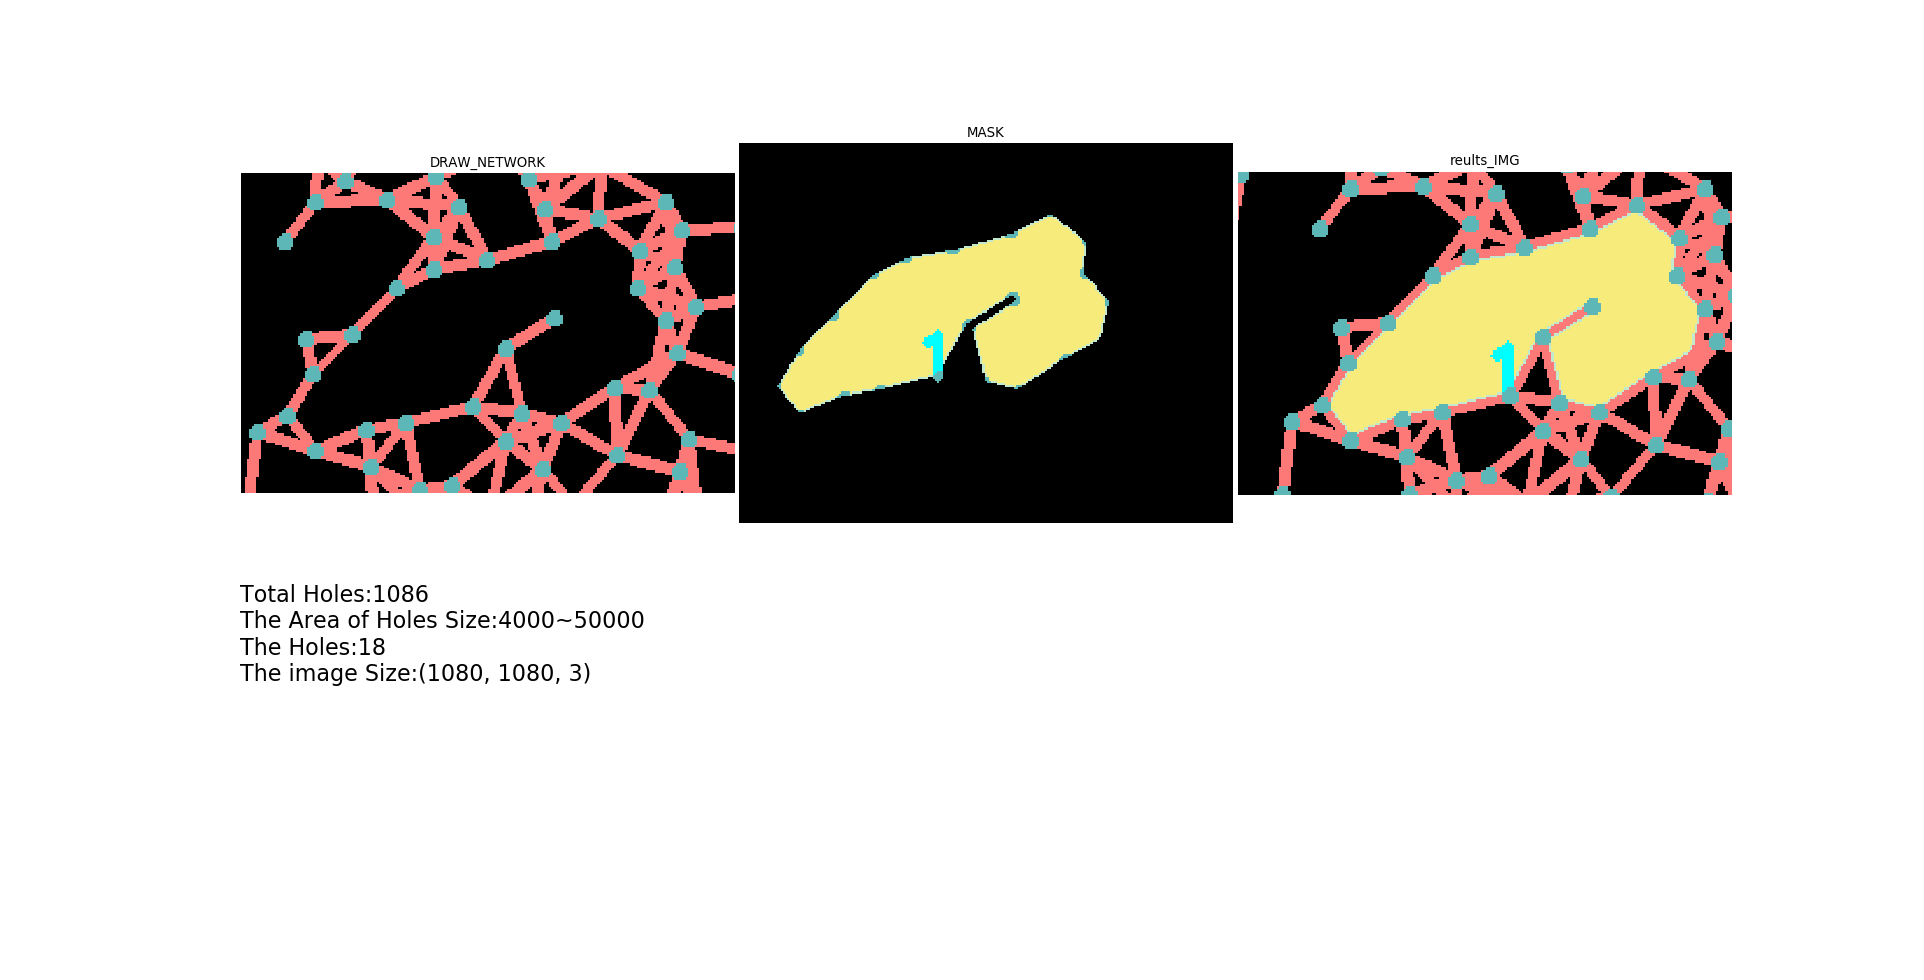 DRAW_NETWORK
MASK
reults_IMG
1
1
Total Holes:1086
The Area of Holes Size:4000~50000
The Holes:18
The image Size:(1080, 1080, 3)